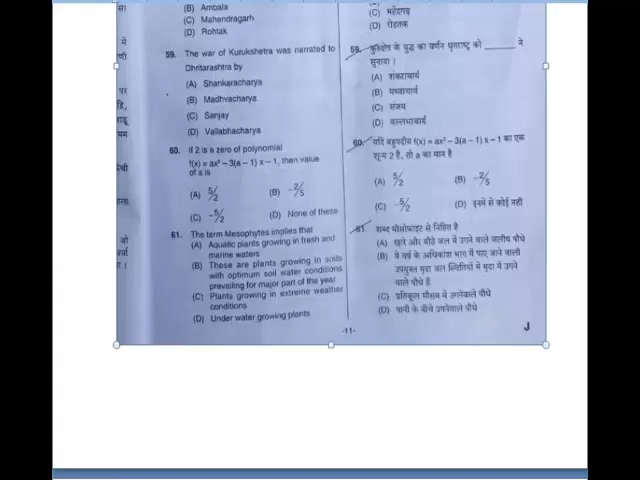 (B) Ambala
(C) Mahendragarh
(D) Rohtak
59. The war of Kurukshetra was narrated to
Dhritarashtra by
(A) Shankaracharya
(B) Madhvacharya
(C) Sanjay
(D) Vallabhacharya
60. If 2 is a zero of polynomial
f(x) = ax² – 3(a – 1) x – 1, then value
of a is
(A) 5/2 (B) -2/5
(C) -5/2 (D) None of these
61. The term Mesophytes implies that
(A) Aquatic plants growing in fresh and
marine waters
(B) These are plants growing in soils
with optimum soil water conditions
prevailing for major part of the year
(C) Plants growing in extreme weather
conditions
(D) Under water growing plants
(C) महेंद्रगढ़
(D) रोहतक
59. कुरुक्षेत्र के युद्ध का वर्णन धृतराष्ट्र को ______ ने
सुनाया।
(A) शंकराचार्य
(B) मध्वाचार्य
(C) संजय
(D) वाल्लभाचार्य
60. यदि बहुपदीय f(x) = ax² – 3(a – 1) x – 1 का एक
शून्य 2 है, तो a का मान है
(A) 5/2 (B) -2/5
(C) -5/2 (D) इनमें से कोई नहीं
61. शब्द मीसोफाइट से निहित है
(A) खारे और मीठे जल में उगने वाले जलीय पौधे
(B) वे वर्ष के अधिकांश भाग में पाए जाने वाली
उपयुक्त मृदा जल स्थितियों में मृदा में उगने
वाले पौधे हैं
(C) प्रतिकूल मौसम में उगनेवाले पौधे
(D) पानी के नीचे उगनेवाले पौधे
-11-
J